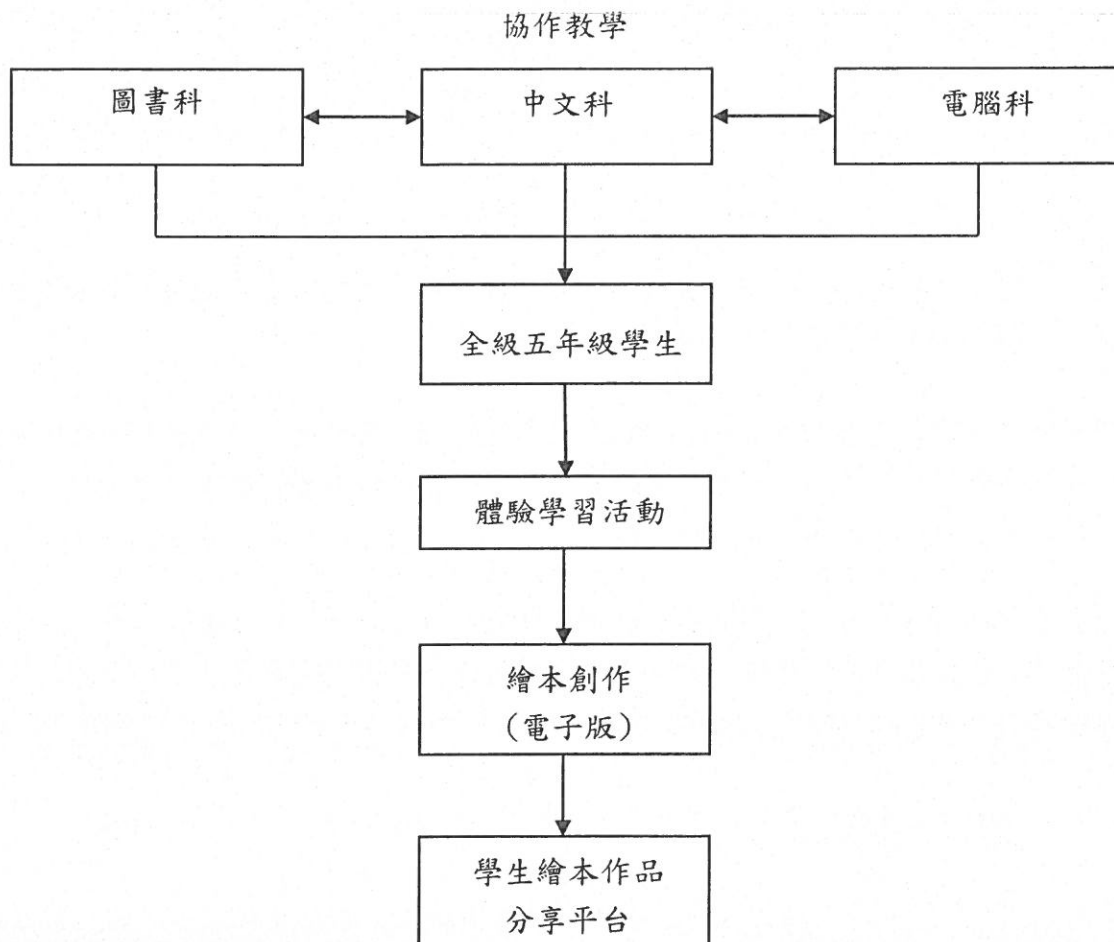 協作教學
圖書科
中文科
電腦科
全級五年級學生
體驗學習活動
繪本創作
(電子版)
學生繪本作品
分享平台